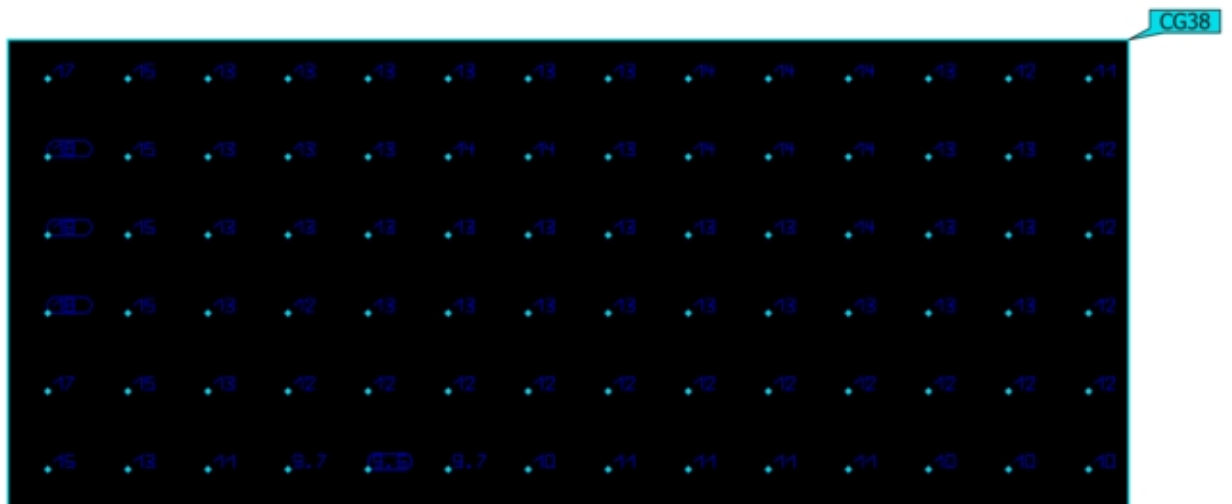 CG38
17 15 13 13 13 13 13 13 14 14 14 13 12 11
15 13 13 13 14 14 13 14 14 14 13 13 12
15 13 13 13 13 13 13 13 13 14 13 13 12
15 13 12 13 13 13 13 13 13 13 13 13 12
17 15 13 12 12 12 12 12 12 12 12 12 12 12
15 13 11 9.7 9.7 10 11 11 11 11 10 10 10